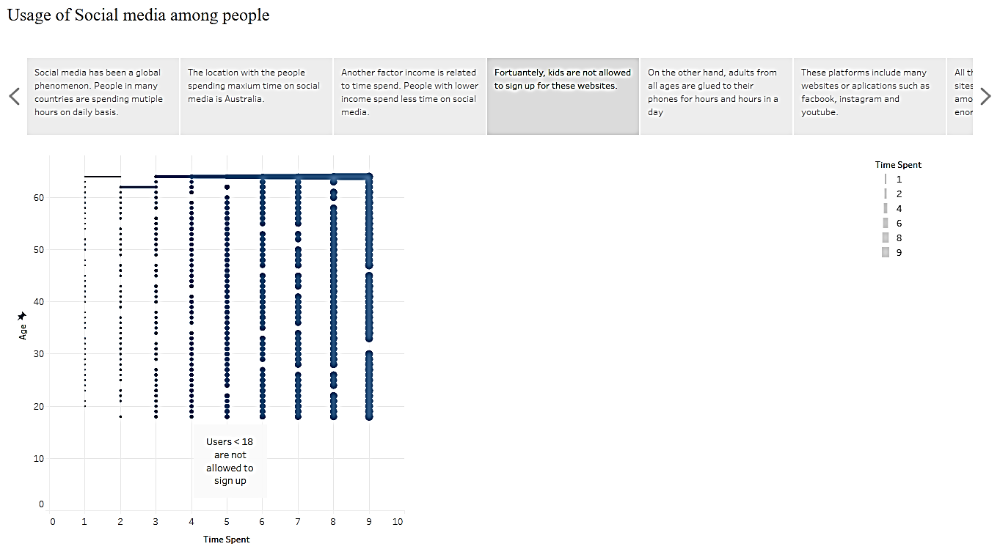 Usage of Social media among people
Social media has been a global
phenomenon. People in many
countries are spending mutiple
hours on daily basis.
The location with the people
spending maxium time on social
media is Australia.
Another factor income is related
to time spend. People with lower
income spend less time on social
media.
Fortuantely, kids are not allowed
to sign up for these websites.
On the other hand, adults from
all ages are glued to their
phones for hours and hours in a
day
These platforms include many
websites or aplications such as
facbook, instagram and
youtube.
All th
sites
amo
enor
Time Spent
1
2
4
6
8
9
60
50
40
30
20
10
0
Age
Users < 18
are not
allowed to
sign up
0 1 2 3 4 5 6 7 8 9 10
Time Spent